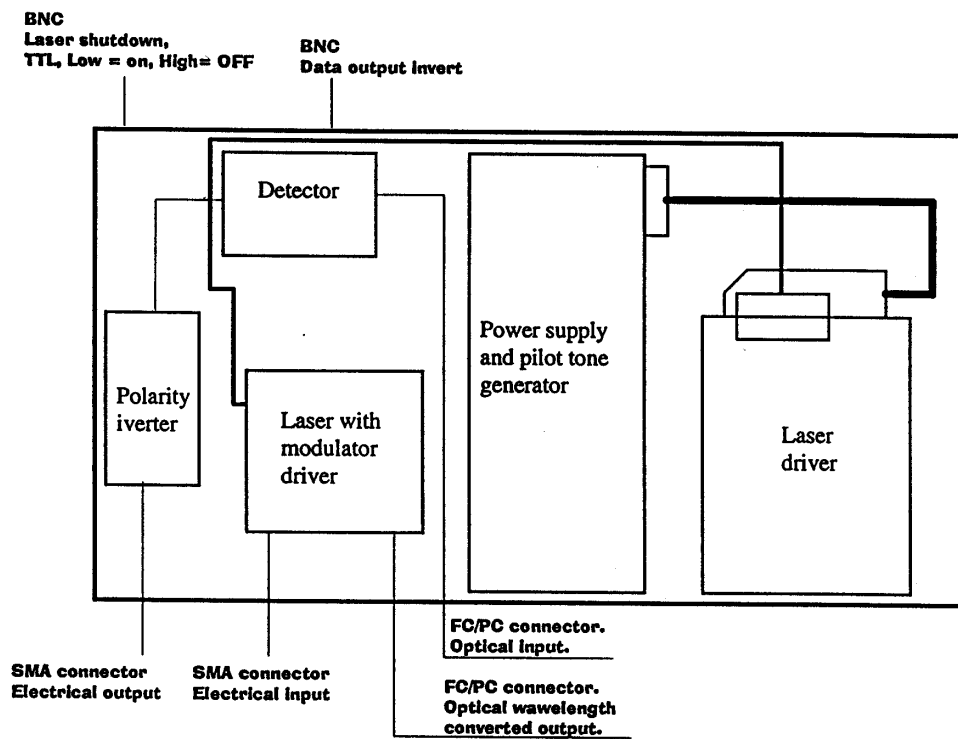 BNC
Laser shutdown,
TTL, Low = on, High= OFF
BNC
Data output invert
Detector
Power supply
and pilot tone
generator
Polarity
iverter
Laser with
modulator
driver
Laser
driver
SMA connector
Electrical output
SMA connector
Electrical input
FC/PC connector.
Optical input.
FC/PC connector.
Optical wawelength
converted output.